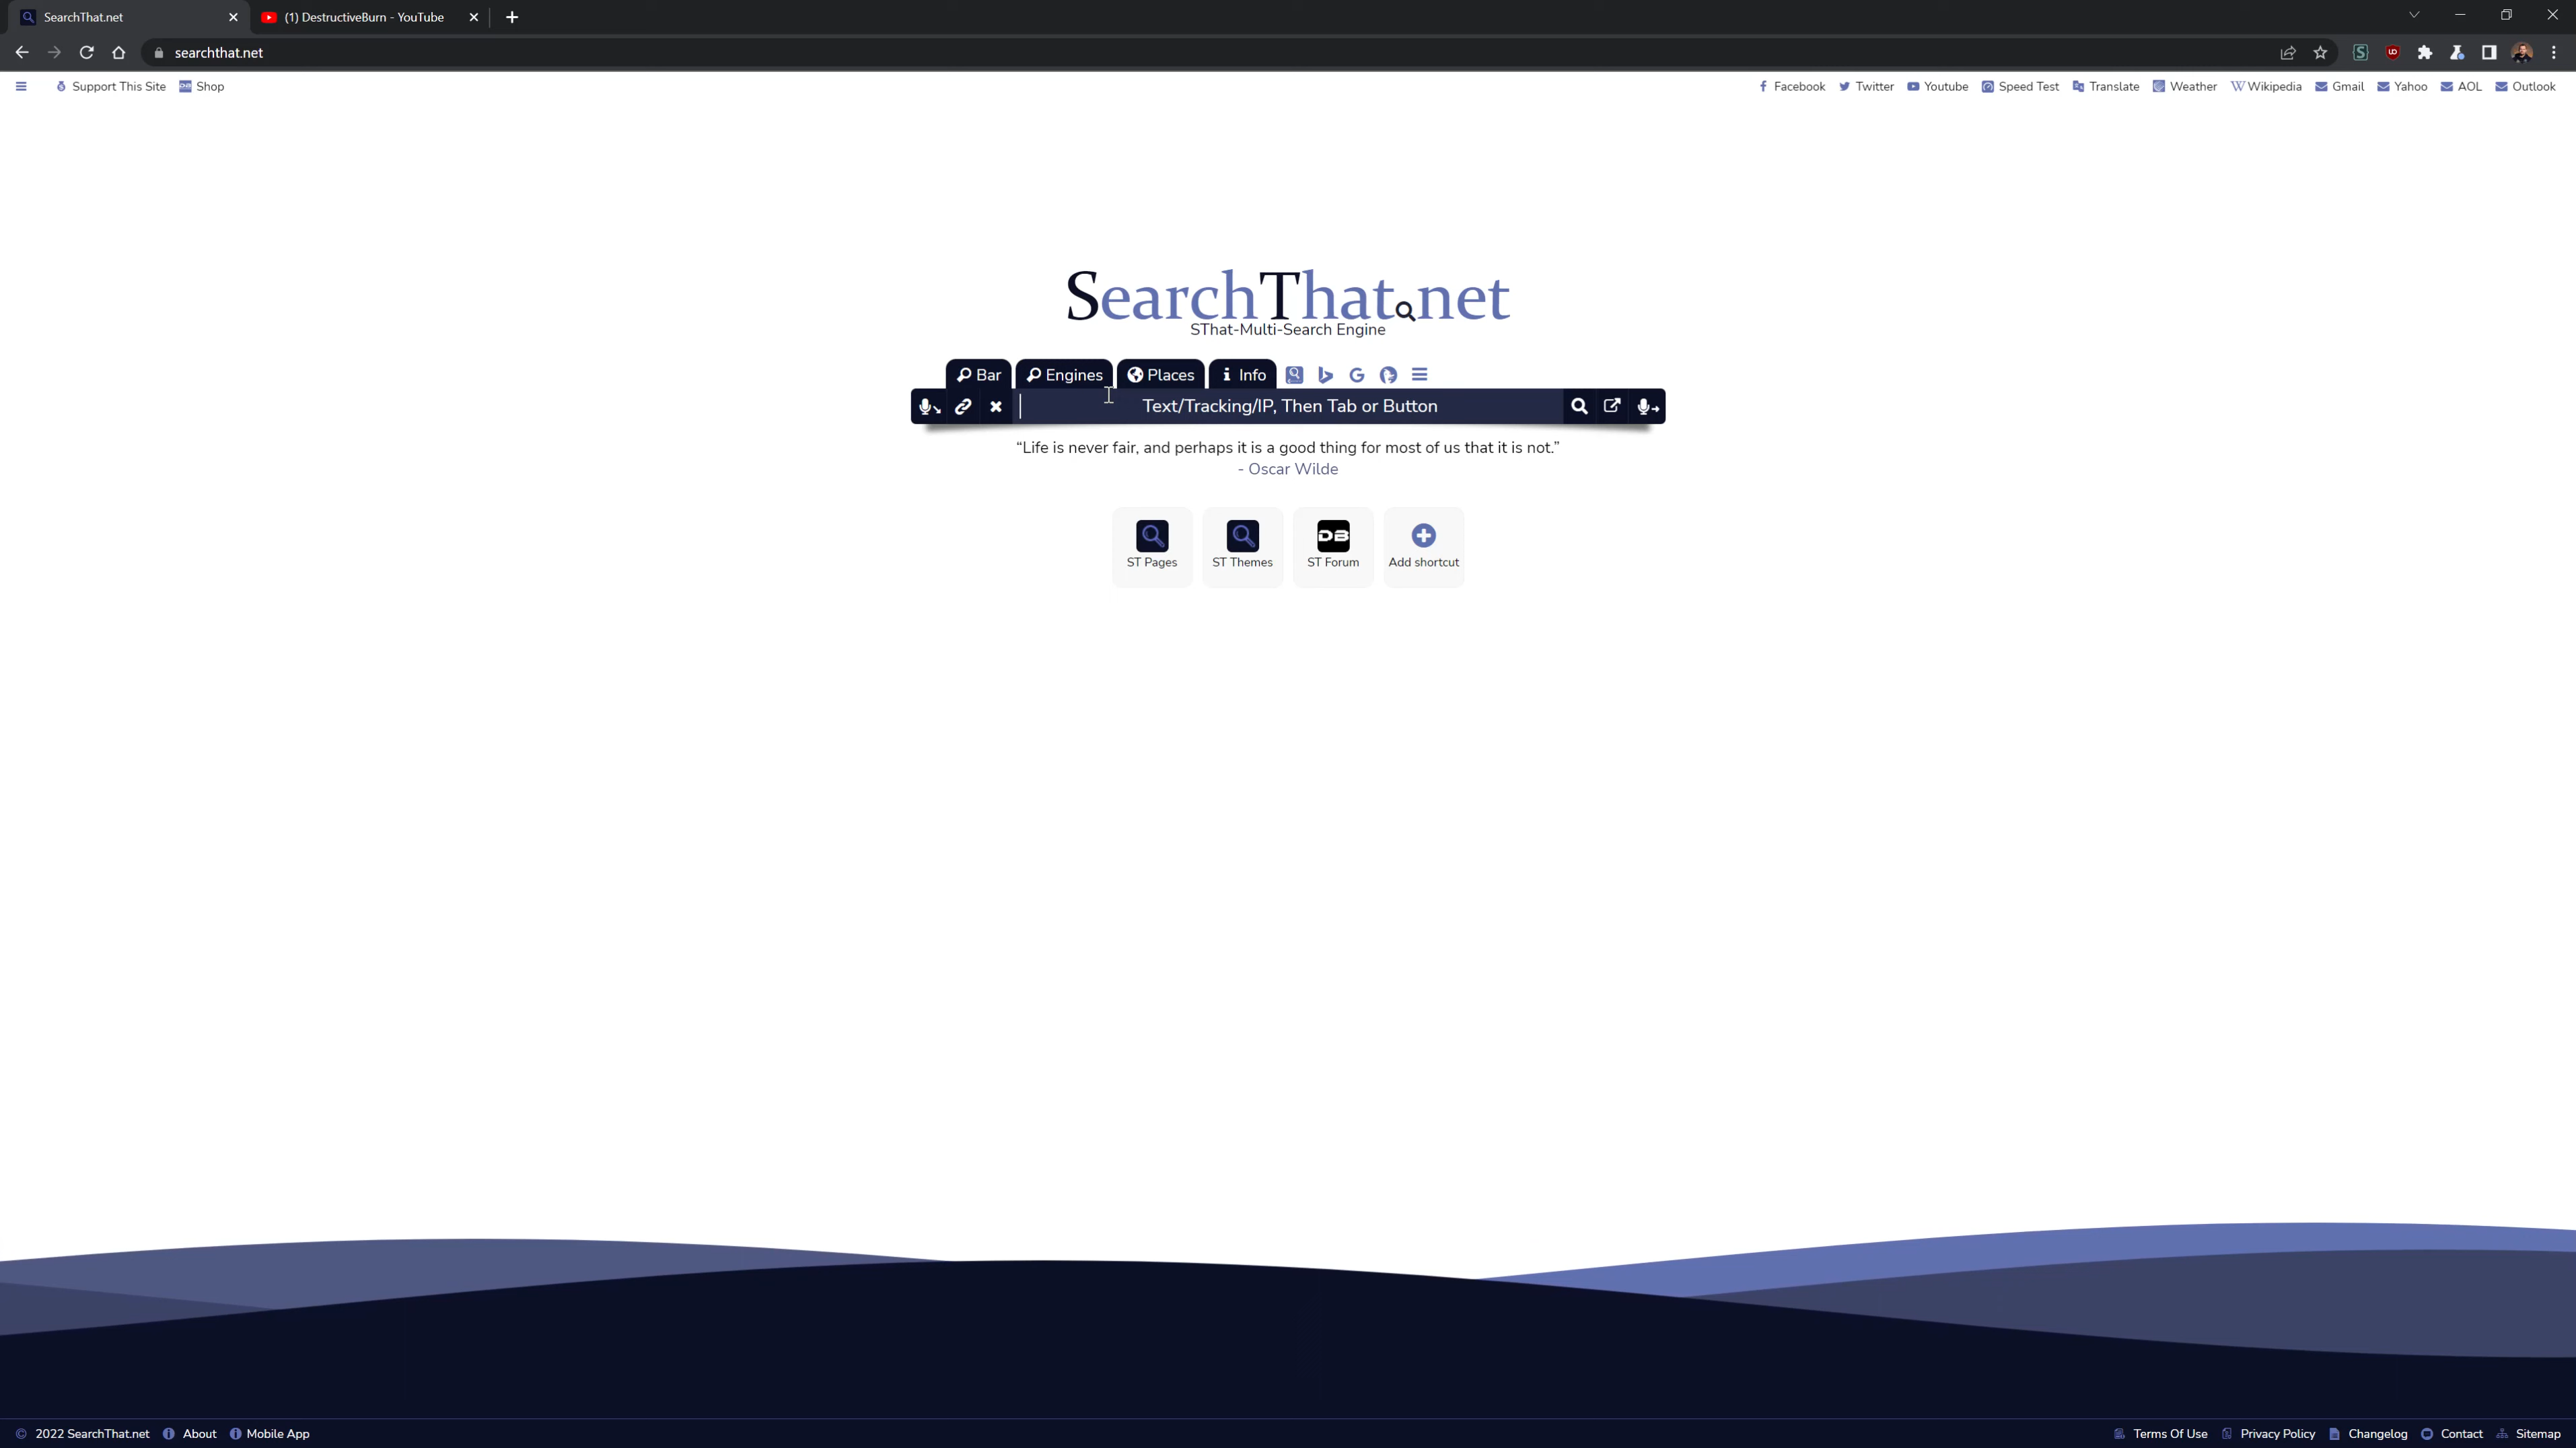 SearchThat.net
(1) DestructiveBurn - YouTube
searchthat.net
Support This Site Shop
Facebook Twitter Youtube Speed Test Translate Weather Wikipedia Gmail Yahoo AOL Outlook
SearchThat.net
SThat-Multi-Search Engine
Bar Engines Places Info
Text/Tracking/IP, Then Tab or Button
“Life is never fair, and perhaps it is a good thing for most of us that it is not.”
- Oscar Wilde
ST Pages ST Themes ST Forum Add shortcut
© 2022 SearchThat.net About Mobile App
Terms Of Use Privacy Policy Changelog Contact Sitemap